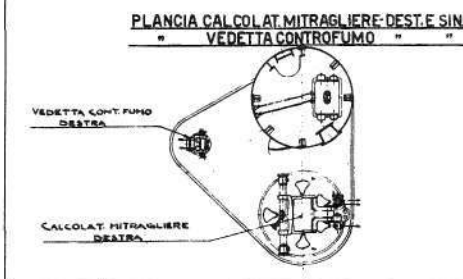 PLANCIA CALCOLAT. MITRAGLIERE-DEST. E SIN
" VEDETTA CONTROFUMO " "
VEDETTA CONT. FUMO
DESTRA
CALCOLAT. MITRAGLIERE
DESTRA